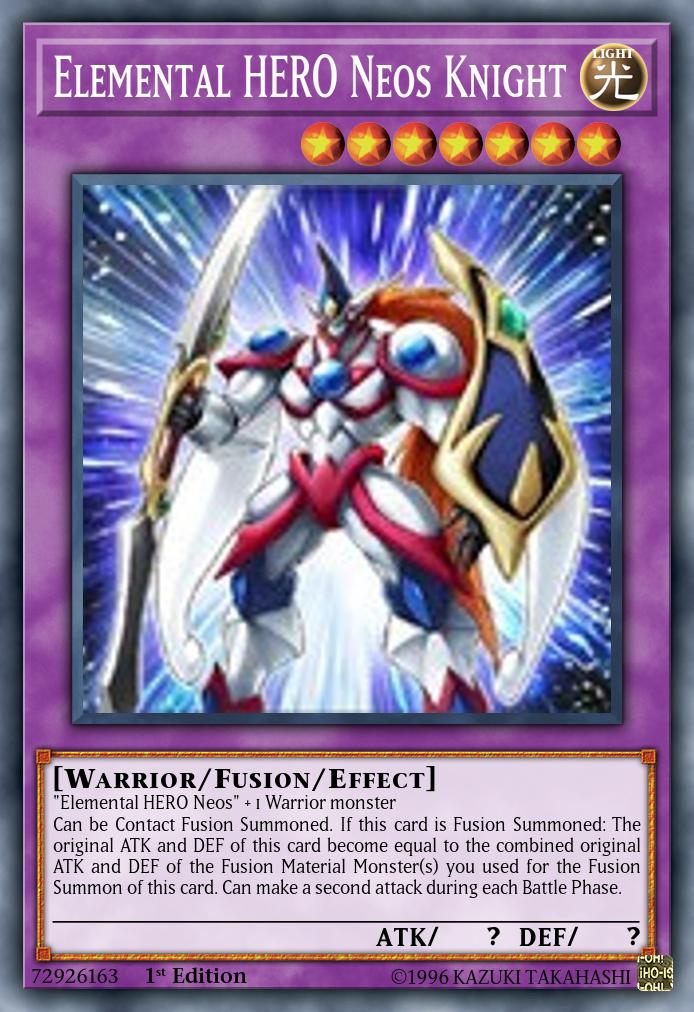 Elemental HERO Neos Knight
LIGHT
光
[Warrior/Fusion/Effect]
"Elemental HERO Neos" + 1 Warrior monster
Can be Contact Fusion Summoned. If this card is Fusion Summoned: The
original ATK and DEF of this card become equal to the combined original
ATK and DEF of the Fusion Material Monster(s) you used for the Fusion
Summon of this card. Can make a second attack during each Battle Phase.
ATK/ ? DEF/ ?
72926163 1st Edition ©1996 KAZUKI TAKAHASHI